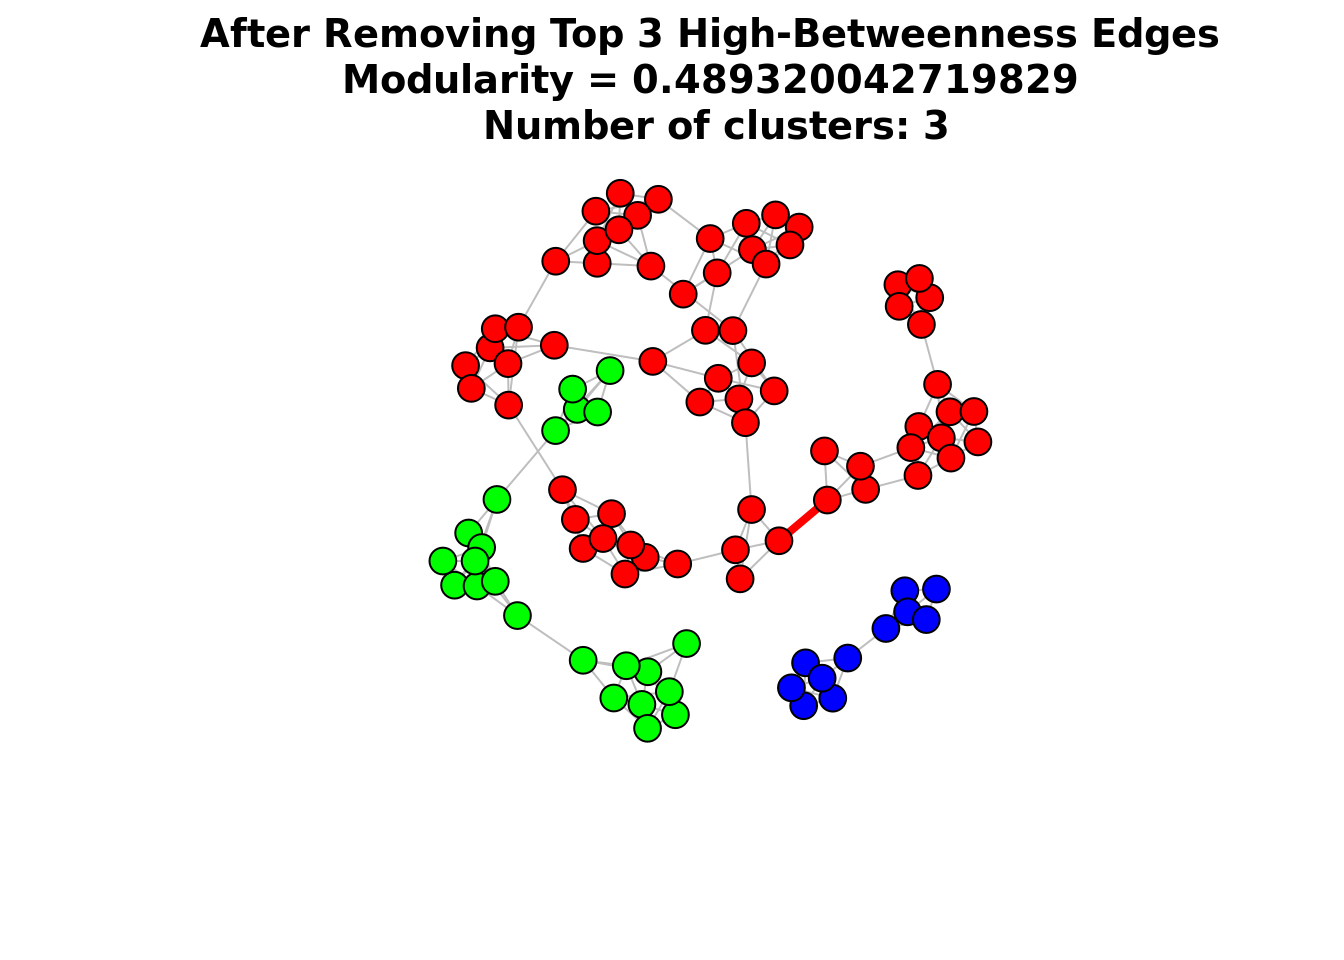 After Removing Top 3 High-Betweenness Edges
Modularity = 0.489320042719829
Number of clusters: 3